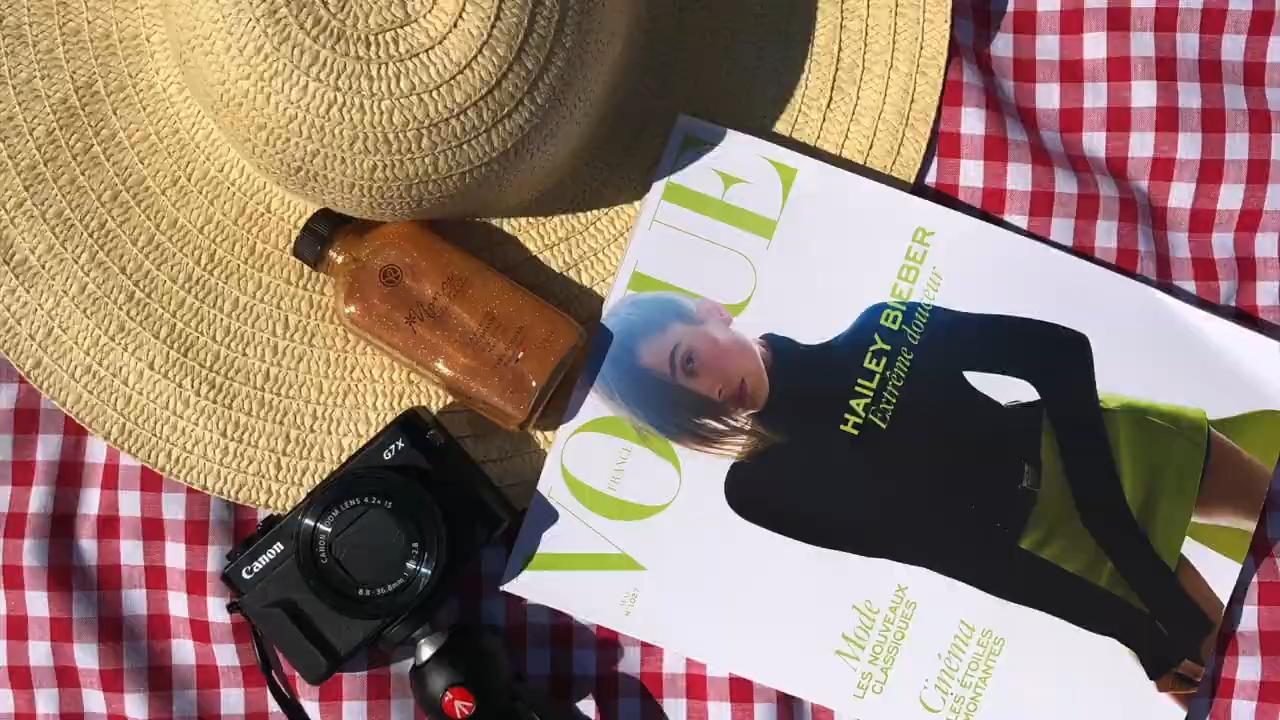 VOGUE
FRANCE
N°1027
HAILEY BIEBER
Extrême douceur
Mode
LES NOUVEAUX
CLASSIQUES
Cinéma
LES ÉTOILES
MONTANTES
G7X
CANON ZOOM LENS 4.2x IS
8.8-36.8mm 1:1.8-2.8
Canon